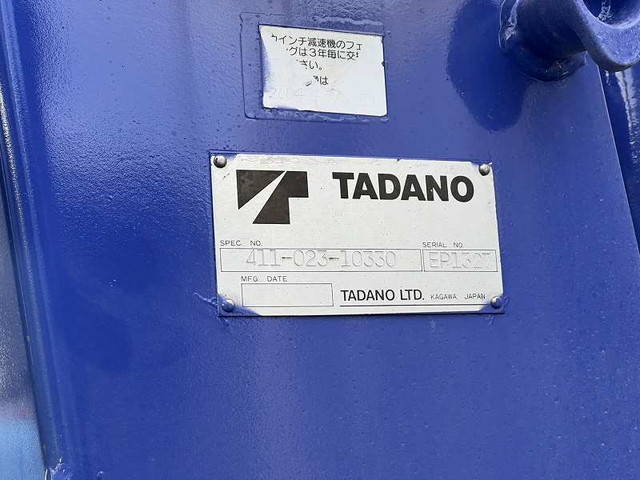 ウインチ減速機のフェ
ングは３年毎に交
さい。
は
TADANO
SPEC. NO. SERIAL NO.
411-023-10330 EP1327
MFG. DATE
TADANO LTD. KAGAWA, JAPAN